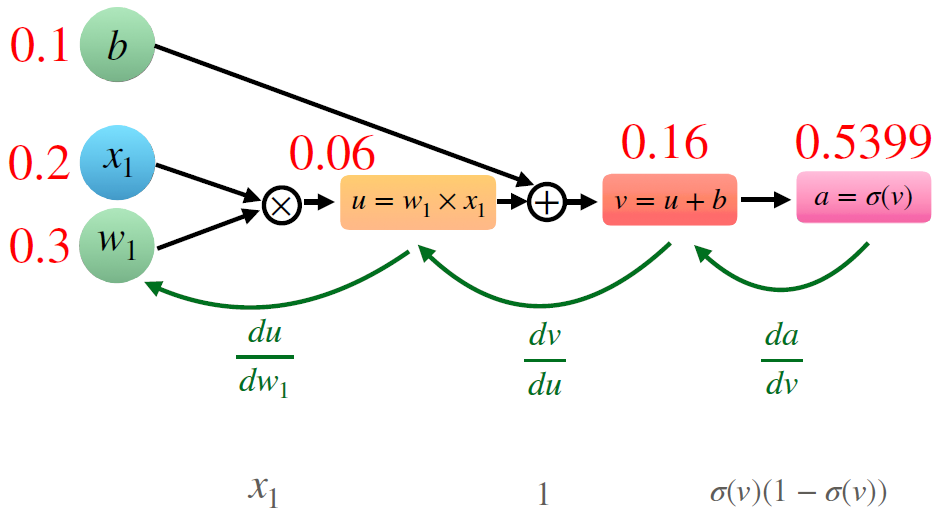 0.1 b
0.2 x₁
0.3 w₁
×
0.06
u = w₁ × x₁
+
0.16
v = u + b
0.5399
a = σ(v)
du/dw₁
dv/du
da/dv
x₁
1
σ(v)(1 − σ(v))